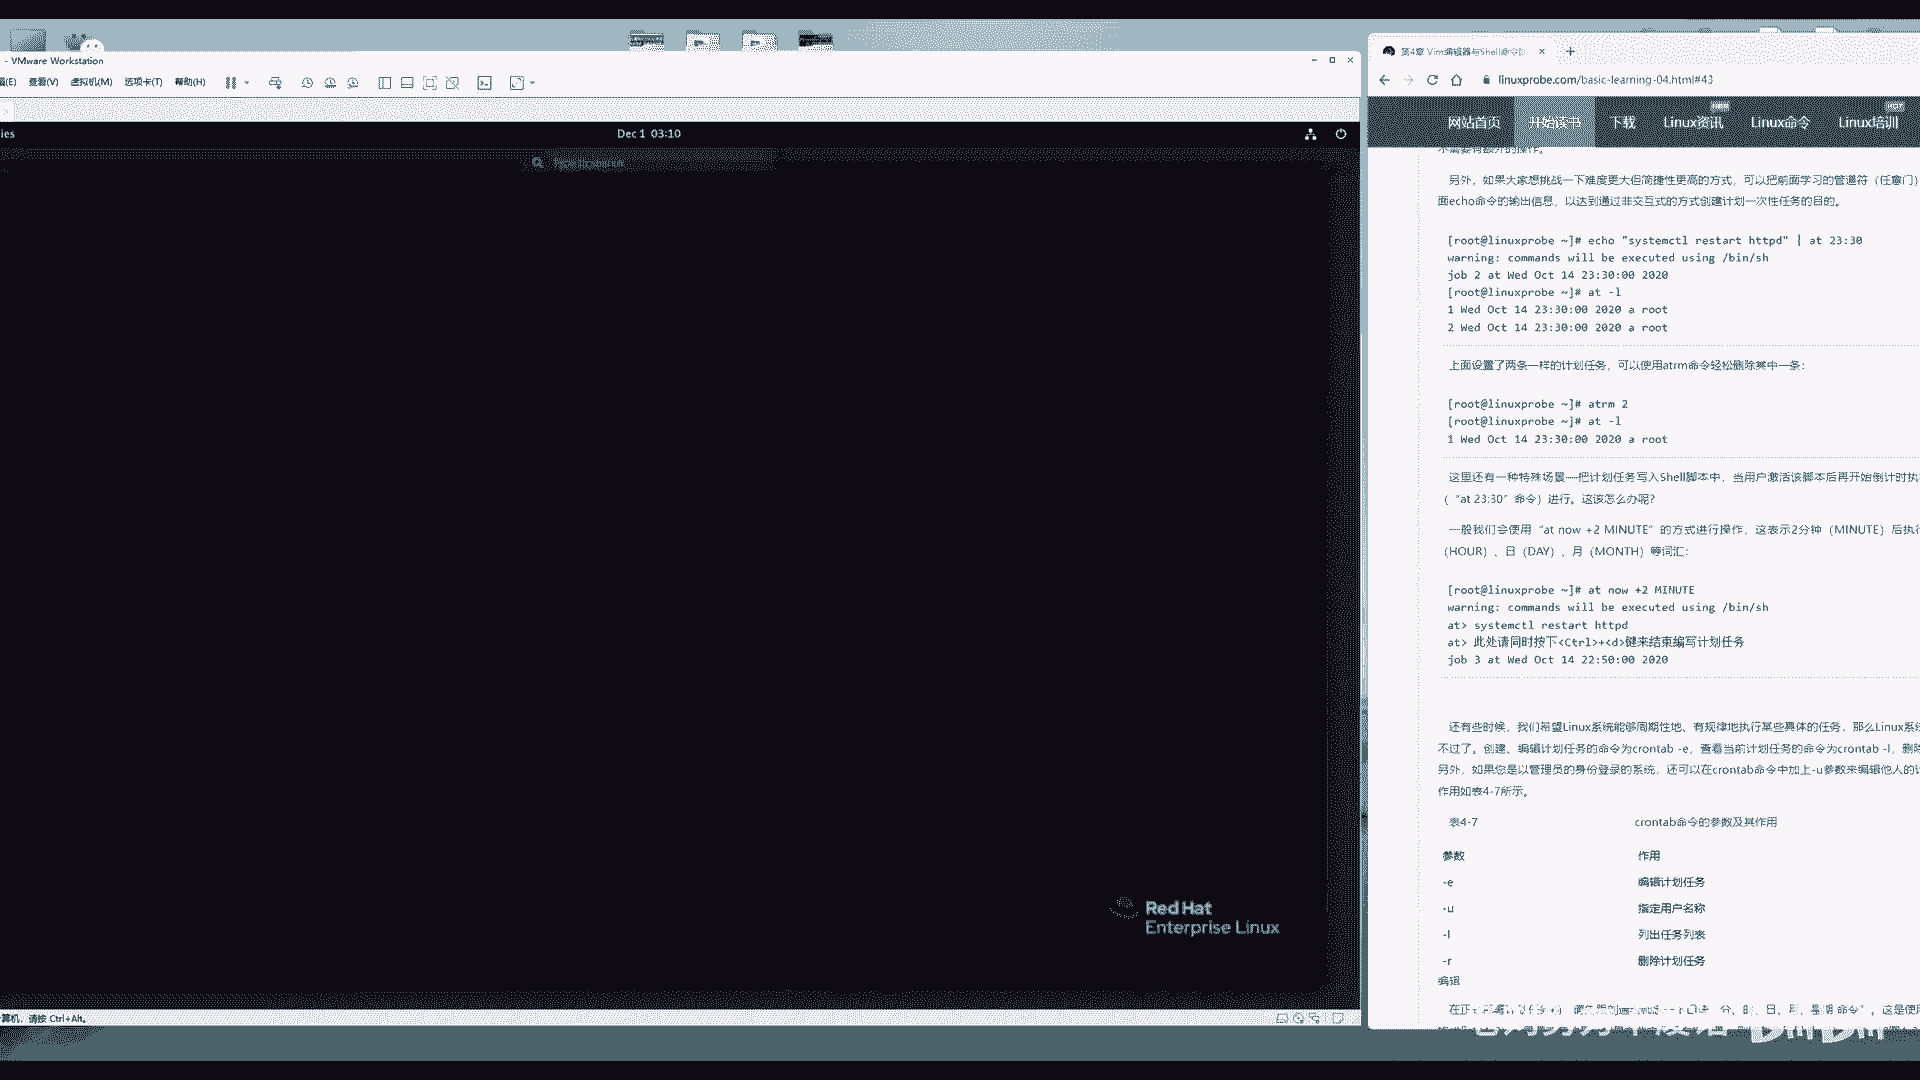 - VMware Workstation
辑(E) 查看(V) 虚拟机(M) 选项卡(T) 帮助(H)
ies
Dec 1 03:10
Type to search
Red Hat
Enterprise Linux
算机，请按 Ctrl+Alt。
第4章 Vim编辑器与Shell命令
linuxprobe.com/basic-learning-04.html#43
网站首页 开始读书 下载 Linux资讯 Linux命令 Linux培训
NEW HOT
不需要有额外的操作。
另外，如果大家想挑战一下难度更大但简捷性更高的方式，可以把前面学习的管道符（任意门）
面echo命令的输出信息，以达到通过非交互式的方式创建计划一次性任务的目的。
[root@linuxprobe ~]# echo "systemctl restart httpd" | at 23:30
warning: commands will be executed using /bin/sh
job 2 at Wed Oct 14 23:30:00 2020
[root@linuxprobe ~]# at -l
1 Wed Oct 14 23:30:00 2020 a root
2 Wed Oct 14 23:30:00 2020 a root
上面设置了两条一样的计划任务，可以使用atrm命令轻松删除其中一条：
[root@linuxprobe ~]# atrm 2
[root@linuxprobe ~]# at -l
1 Wed Oct 14 23:30:00 2020 a root
这里还有一种特殊场景—把计划任务写入Shell脚本中，当用户激活该脚本后再开始倒计时执
（“at 23:30”命令）进行。这该怎么办呢？
一般我们会使用“at now +2 MINUTE”的方式进行操作，这表示2分钟（MINUTE）后执行
（HOUR）、日（DAY）、月（MONTH）等词汇：
[root@linuxprobe ~]# at now +2 MINUTE
warning: commands will be executed using /bin/sh
at> systemctl restart httpd
at> 此处请同时按下<Ctrl>+<d>键来结束编写计划任务
job 3 at Wed Oct 14 22:50:00 2020
还有些时候，我们希望Linux系统能够周期性地、有规律地执行某些具体的任务，那么Linux系统
不过了。创建、编辑计划任务的命令为crontab -e，查看当前计划任务的命令为crontab -l，删除
另外，如果您是以管理员的身份登录的系统，还可以在crontab命令中加上-u参数来编辑他人的计
作用如表4-7所示。
表4-7 crontab命令的参数及其作用
参数 作用
-e 编辑计划任务
-u 指定用户名称
-l 列出任务列表
-r 删除计划任务
编辑
分、时、日、月、星期 命令”。这是使用